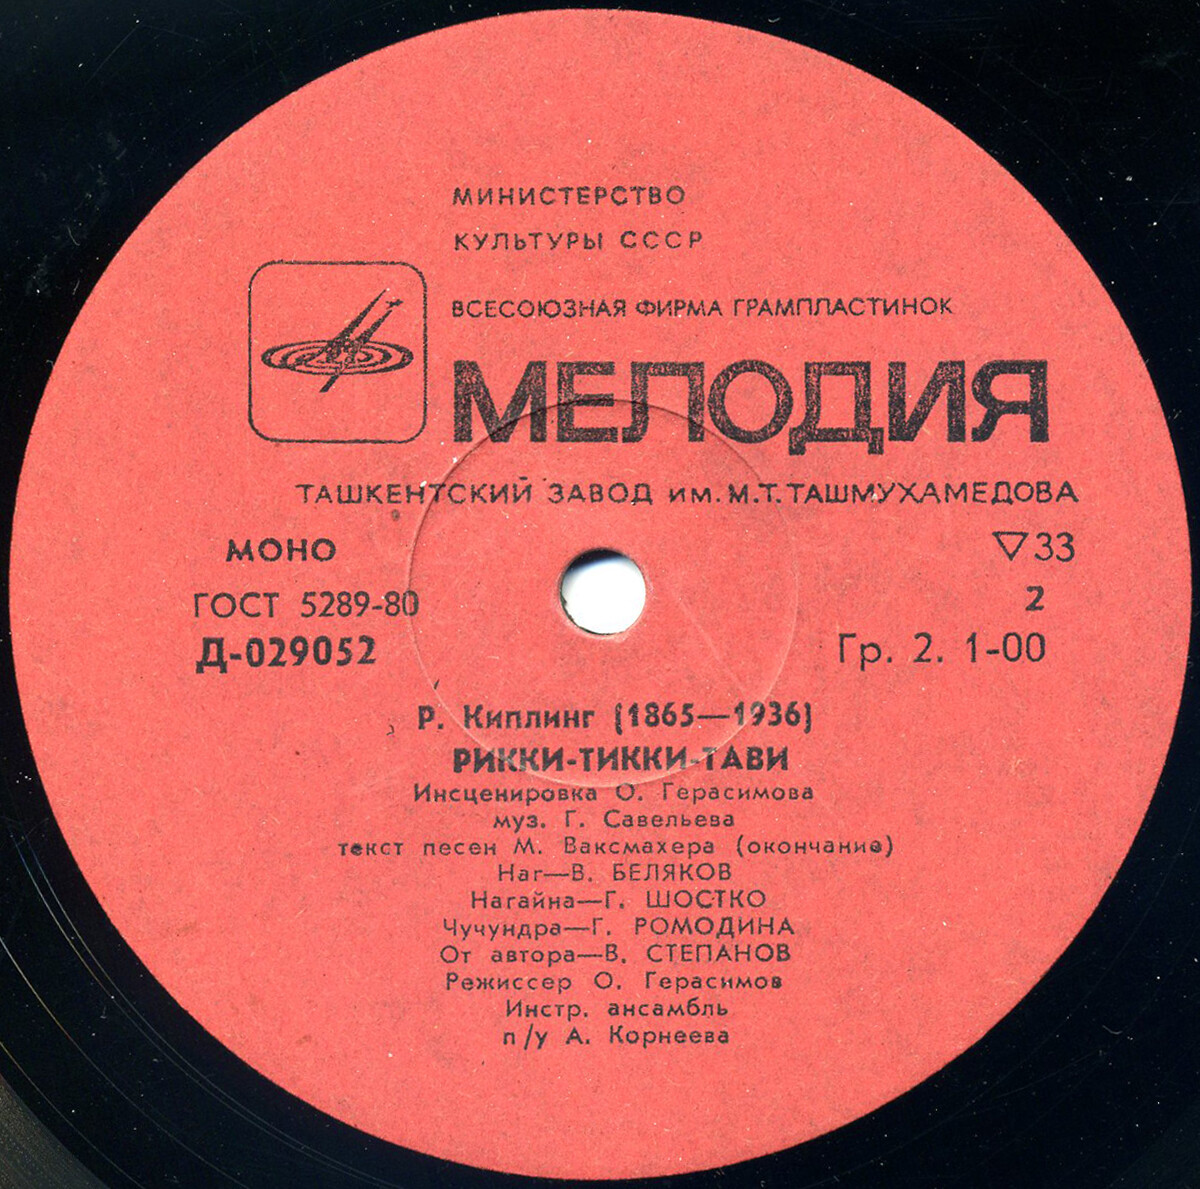 МИНИСТЕРСТВО
КУЛЬТУРЫ СССР
ВСЕСОЮЗНАЯ ФИРМА ГРАМПЛАСТИНОК
МЕЛОДИЯ
ТАШКЕНТСКИЙ ЗАВОД им. М.Т. ТАШМУХАМЕДОВА
МОНО
▽33
ГОСТ 5289-80
2
Д-029052
Гр. 2. 1-00
Р. Киплинг (1865—1936)
РИККИ-ТИККИ-ТАВИ
Инсценировка О. Герасимова
муз. Г. Савельева
текст песен М. Ваксмахера (окончание)
Наг—В. БЕЛЯКОВ
Нагайна—Г. ШОСТКО
Чучундра—Г. РОМОДИНА
От автора—В. СТЕПАНОВ
Режиссер О. Герасимов
Инстр. ансамбль
п/у А. Корнеева